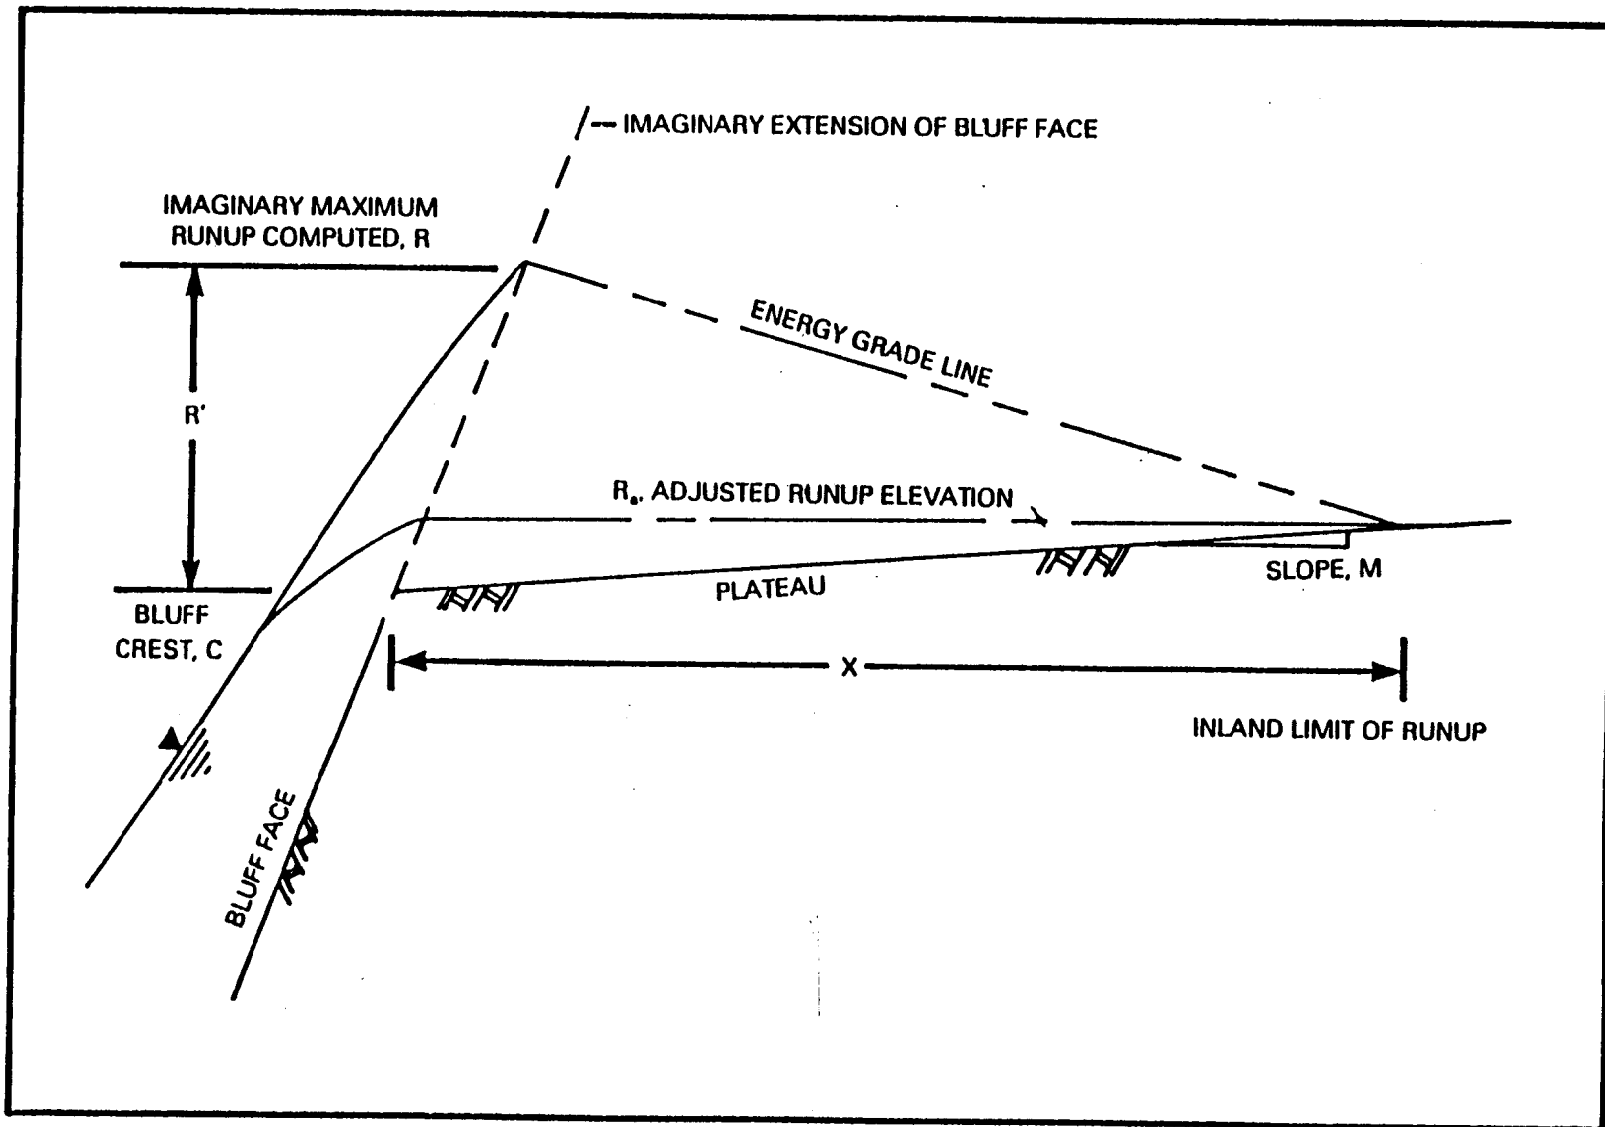 IMAGINARY EXTENSION OF BLUFF FACE
IMAGINARY MAXIMUM
RUNUP COMPUTED, R
ENERGY GRADE LINE
R'
Rₐ, ADJUSTED RUNUP ELEVATION
SLOPE, M
PLATEAU
BLUFF
CREST, C
X
INLAND LIMIT OF RUNUP
BLUFF FACE